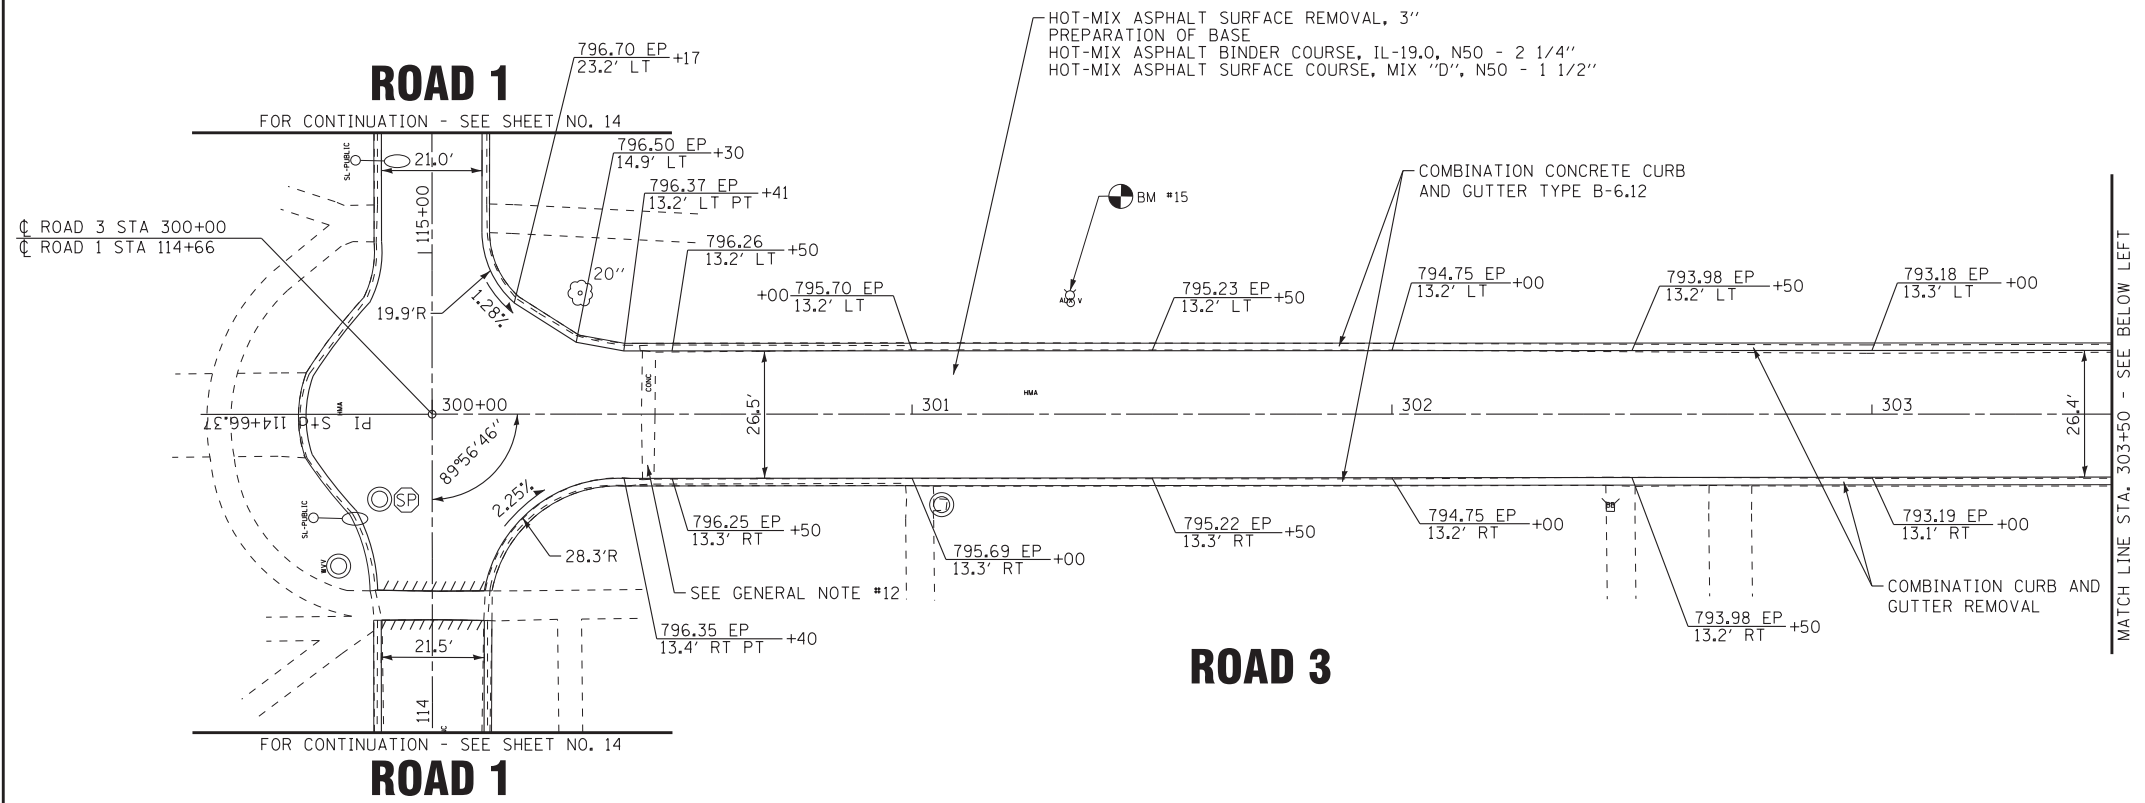 HOT-MIX ASPHALT SURFACE REMOVAL, 3"
PREPARATION OF BASE
HOT-MIX ASPHALT BINDER COURSE, IL-19.0, N50 - 2 1/4"
HOT-MIX ASPHALT SURFACE COURSE, MIX "D", N50 - 1 1/2"
796.70 EP +17
23.2' LT
ROAD 1
FOR CONTINUATION - SEE SHEET NO. 14
796.50 EP +30
14.9' LT
SL-PUBLIC
21.0'
796.37 EP +41
13.2' LT PT
COMBINATION CONCRETE CURB
AND GUTTER TYPE B-6.12
BM #15
115+00
℄ ROAD 3 STA 300+00
℄ ROAD 1 STA 114+66
796.26 +50
13.2' LT
20"
+00 795.70 EP
13.2' LT
795.23 EP +50
13.2' LT
794.75 EP +00
13.2' LT
793.98 EP +50
13.2' LT
793.18 EP +00
13.3' LT
19.9'R
1.28%
CONC
HMA
HMA
300+00
301
302
303
PI Sta 114+66.37
26.5'
26.4'
MATCH LINE STA. 303+50 - SEE BELOW LEFT
89°56'46"
SP
2.25%
SL-PUBLIC
796.25 EP +50
13.3' RT
795.69 EP +00
13.3' RT
795.22 EP +50
13.3' RT
794.75 EP +00
13.2' RT
BB
793.19 EP +00
13.1' RT
28.3'R
WVV
SEE GENERAL NOTE #12
COMBINATION CURB AND
GUTTER REMOVAL
796.35 EP +40
13.4' RT PT
793.98 EP +50
13.2' RT
21.5'
ROAD 3
114
FOR CONTINUATION - SEE SHEET NO. 14
ROAD 1